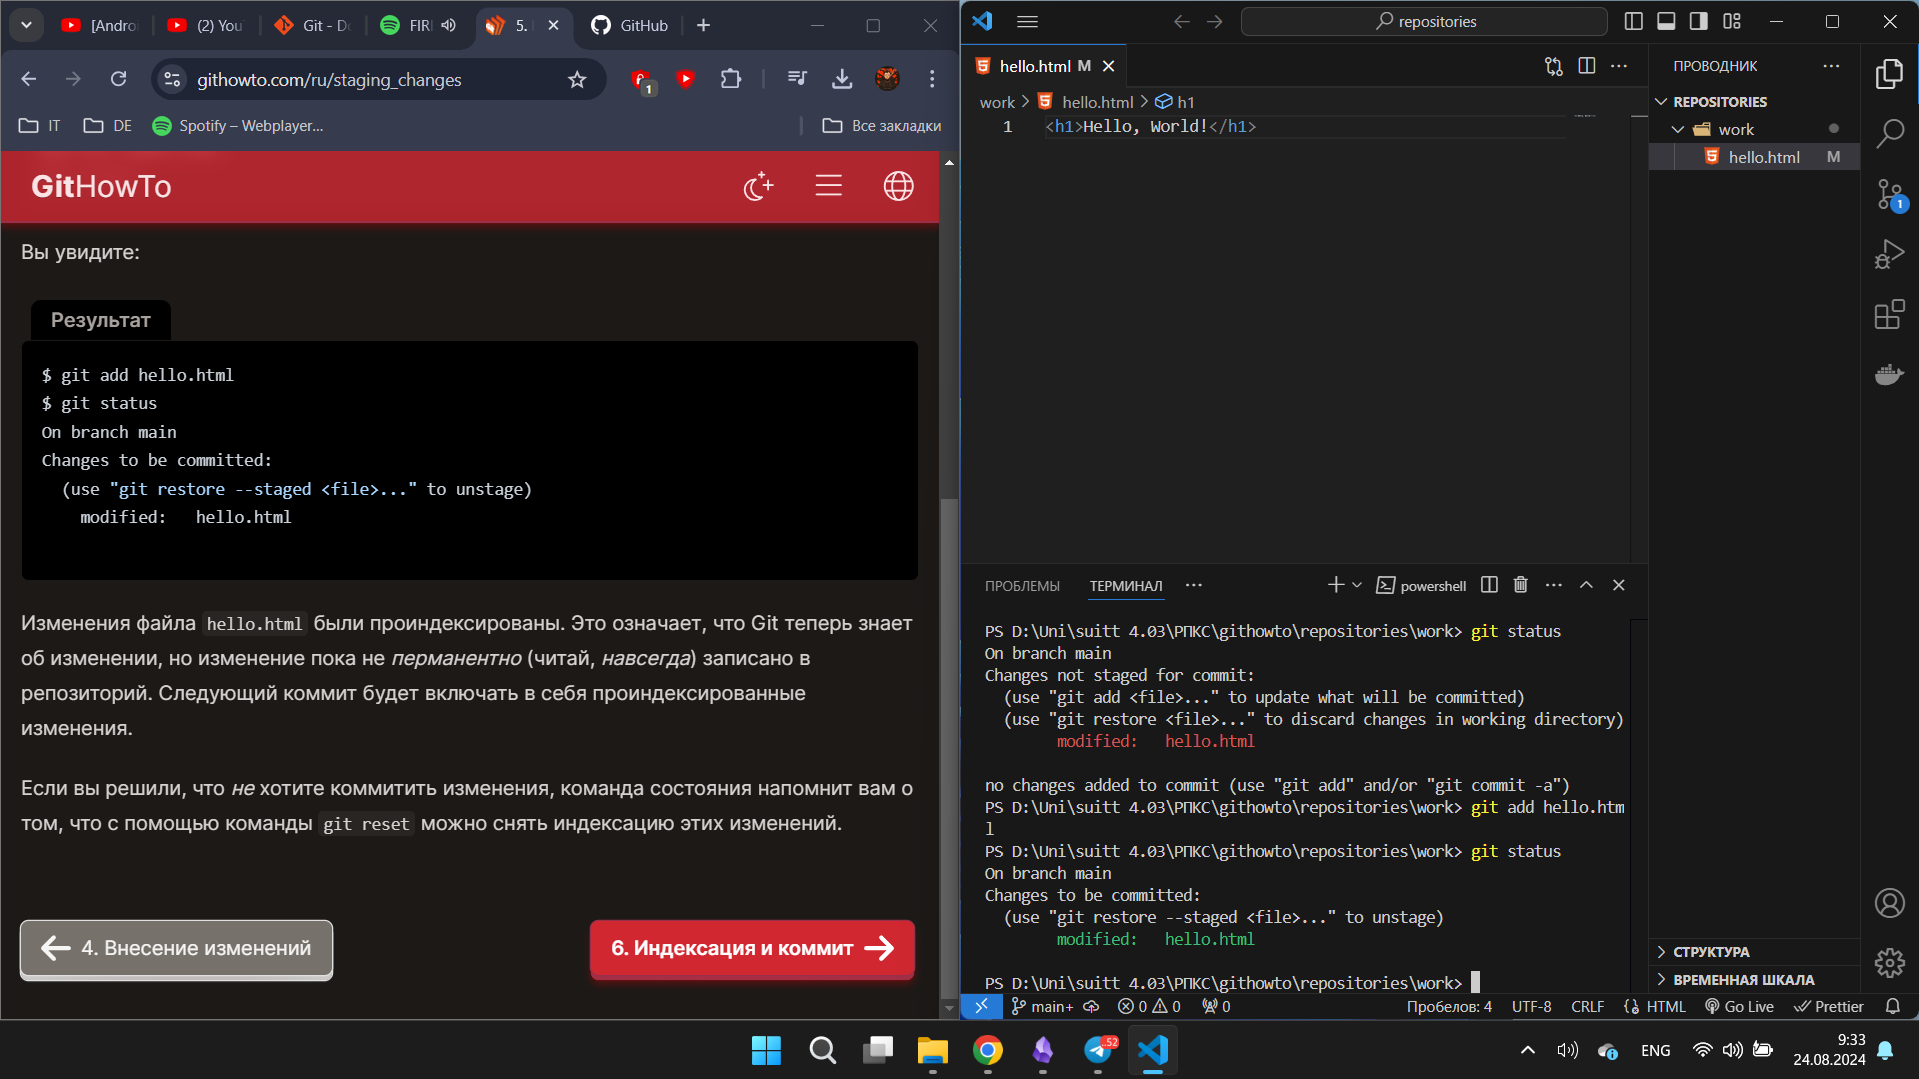 [Andro
(2) You
Git - Do
FIRI
5.
GitHub
githowto.com/ru/staging_changes
1
IT
DE
Spotify – Webplayer...
Все закладки
GitHowTo
Вы увидите:
Результат
$ git add hello.html
$ git status
On branch main
Changes to be committed:
(use "git restore --staged <file>..." to unstage)
modified:   hello.html
Изменения файла hello.html были проиндексированы. Это означает, что Git теперь знает
об изменении, но изменение пока не перманентно (читай, навсегда) записано в
репозиторий. Следующий коммит будет включать в себя проиндексированные
изменения.
Если вы решили, что не хотите коммитить изменения, команда состояния напомнит вам о
том, что с помощью команды git reset можно снять индексацию этих изменений.
4. Внесение изменений
6. Индексация и коммит
repositories
hello.html M
work > hello.html > h1
1 <h1>Hello, World!</h1>
ПРОВОДНИК
REPOSITORIES
work
hello.html M
1
ПРОБЛЕМЫ
ТЕРМИНАЛ
powershell
PS D:\Uni\suitt 4.03\РПКС\githowto\repositories\work> git status
On branch main
Changes not staged for commit:
(use "git add <file>..." to update what will be committed)
(use "git restore <file>..." to discard changes in working directory)
modified:   hello.html
no changes added to commit (use "git add" and/or "git commit -a")
PS D:\Uni\suitt 4.03\РПКС\githowto\repositories\work> git add hello.htm
l
PS D:\Uni\suitt 4.03\РПКС\githowto\repositories\work> git status
On branch main
Changes to be committed:
(use "git restore --staged <file>..." to unstage)
modified:   hello.html
PS D:\Uni\suitt 4.03\РПКС\githowto\repositories\work>
СТРУКТУРА
ВРЕМЕННАЯ ШКАЛА
main+
0
0
0
Пробелов: 4
UTF-8
CRLF
HTML
Go Live
Prettier
..52
ENG
9:33
24.08.2024